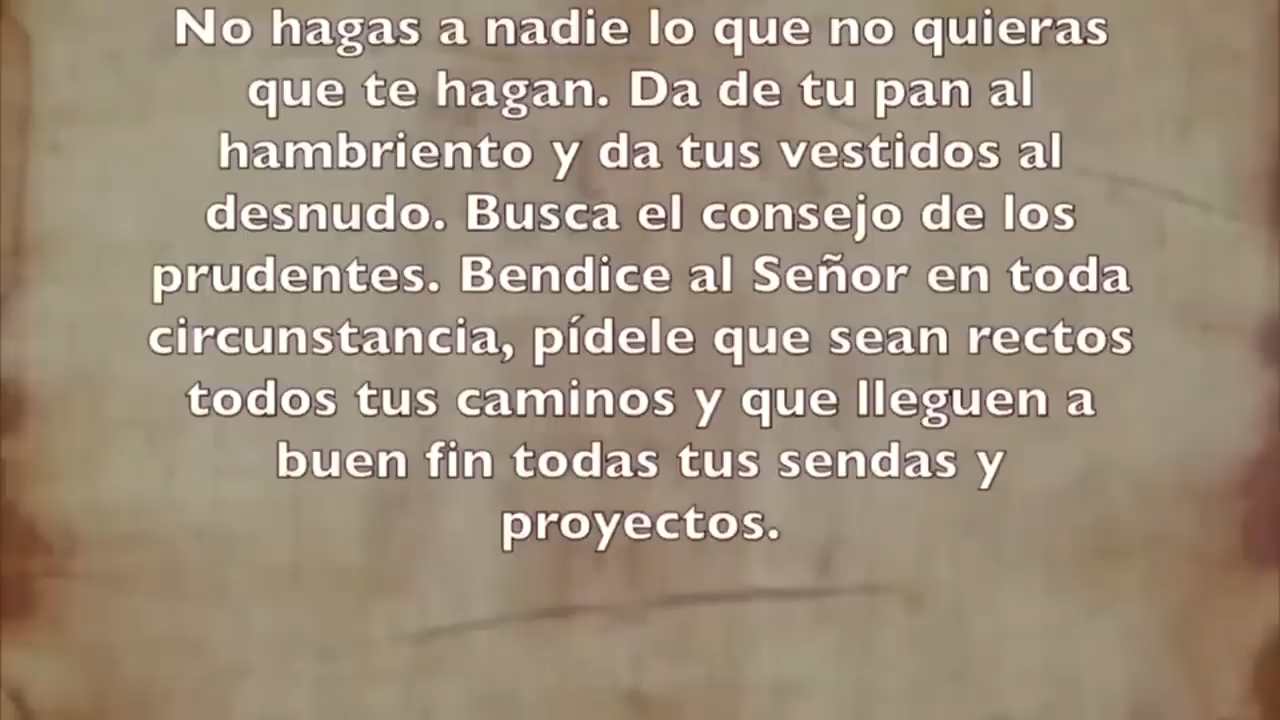 No hagas a nadie lo que no quieras
que te hagan. Da de tu pan al
hambriento y da tus vestidos al
desnudo. Busca el consejo de los
prudentes. Bendice al Señor en toda
circunstancia, pídele que sean rectos
todos tus caminos y que lleguen a
buen fin todas tus sendas y
proyectos.